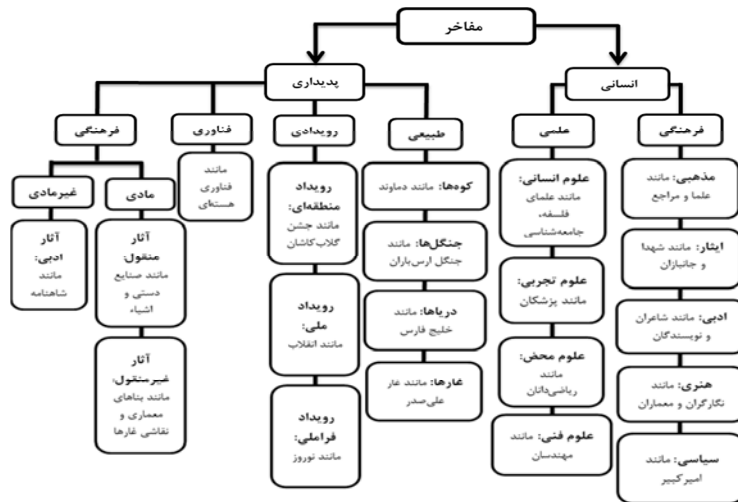 مفاخر
انسانی
پدیداری
فرهنگی
علمی
طبیعی
رویدادی
فناوری
فرهنگی
مذهبی: مانند
علما و مراجع
ایثار: مانند شهدا
و جانبازان
ادبی: مانند شاعران
و نویسندگان
هنری: مانند
نگارگران و معماران
سیاسی: مانند
امیرکبیر
علوم انسانی:
مانند علمای
فلسفه،
جامعه‌شناسی
علوم تجربی:
مانند پزشکان
علوم محض:
مانند
ریاضی‌دانان
علوم فنی: مانند
مهندسان
کوه‌ها: مانند دماوند
جنگل‌ها: مانند
جنگل ارس‌باران
دریاها: مانند
خلیج فارس
غارها: مانند غار
علی‌صدر
رویداد
منطقه‌ای:
مانند جشن
گلاب‌کاشان
رویداد
ملی:
مانند انقلاب
رویداد
فراملی:
مانند نوروز
مانند
فناوری
هسته‌ای
مادی
غیرمادی
آثار
منقول:
مانند صنایع
دستی و
اشیاء
آثار
غیرمنقول:
مانند بناهای
معماری و
نقاشی غارها
آثار
ادبی:
مانند
شاهنامه